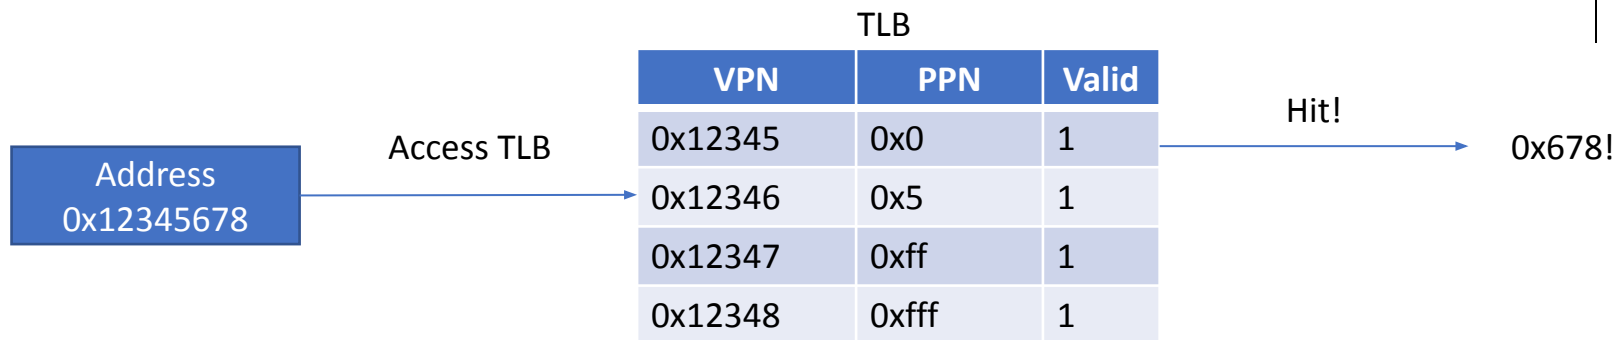 TLB
VPN PPN Valid
0x12345 0x0 1
0x12346 0x5 1
0x12347 0xff 1
0x12348 0xfff 1
Address
0x12345678
Access TLB
Hit!
0x678!